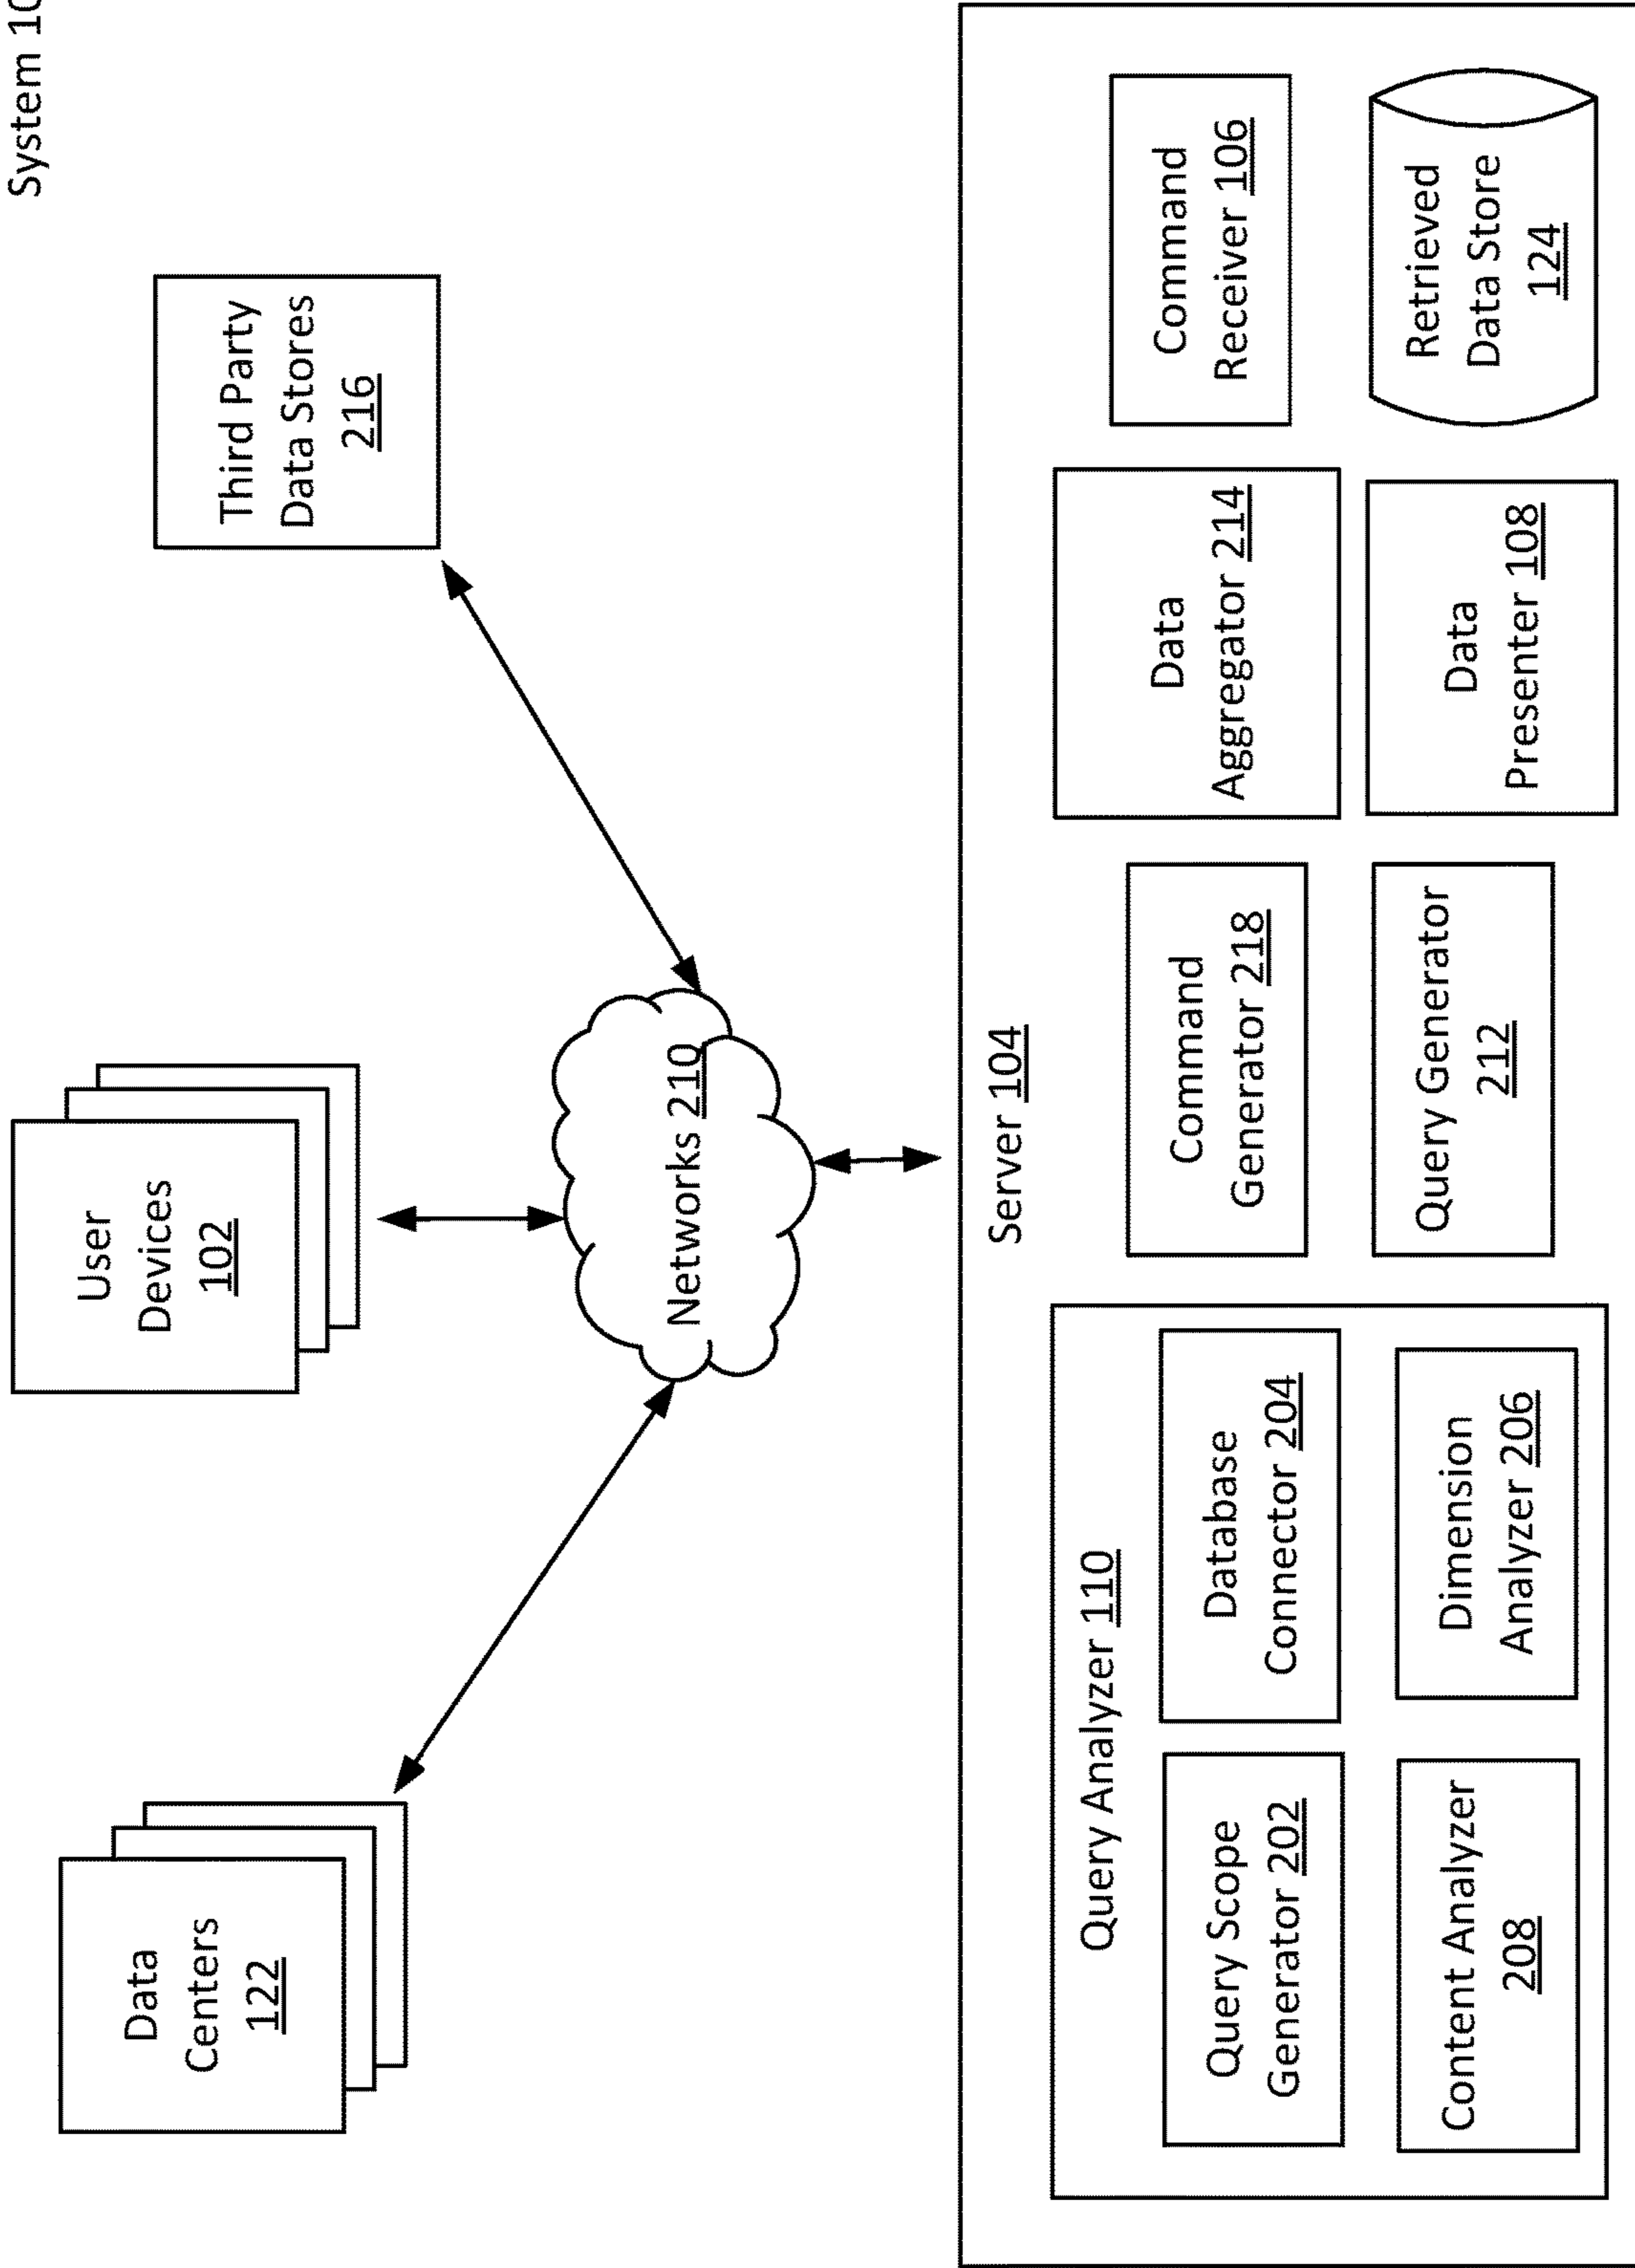 System 10
Data
Centers
122
User
Devices
102
Third Party
Data Stores
216
Networks 210
Server 104
Query Analyzer 110
Query Scope
Generator 202
Database
Connector 204
Content Analyzer
208
Dimension
Analyzer 206
Command
Generator 218
Query Generator
212
Data
Aggregator 214
Data
Presenter 108
Command
Receiver 106
Retrieved
Data Store
124